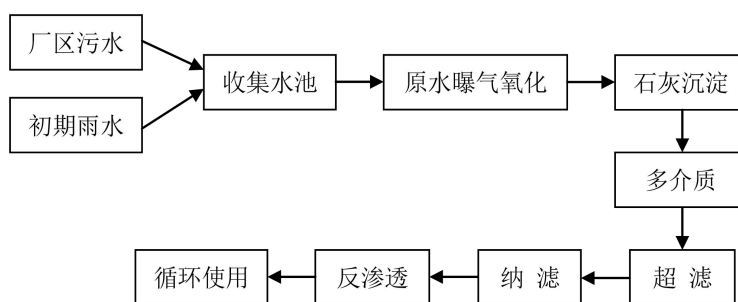 厂区污水
初期雨水
收集水池
原水曝气氧化
石灰沉淀
多介质
超 滤
纳 滤
反渗透
循环使用